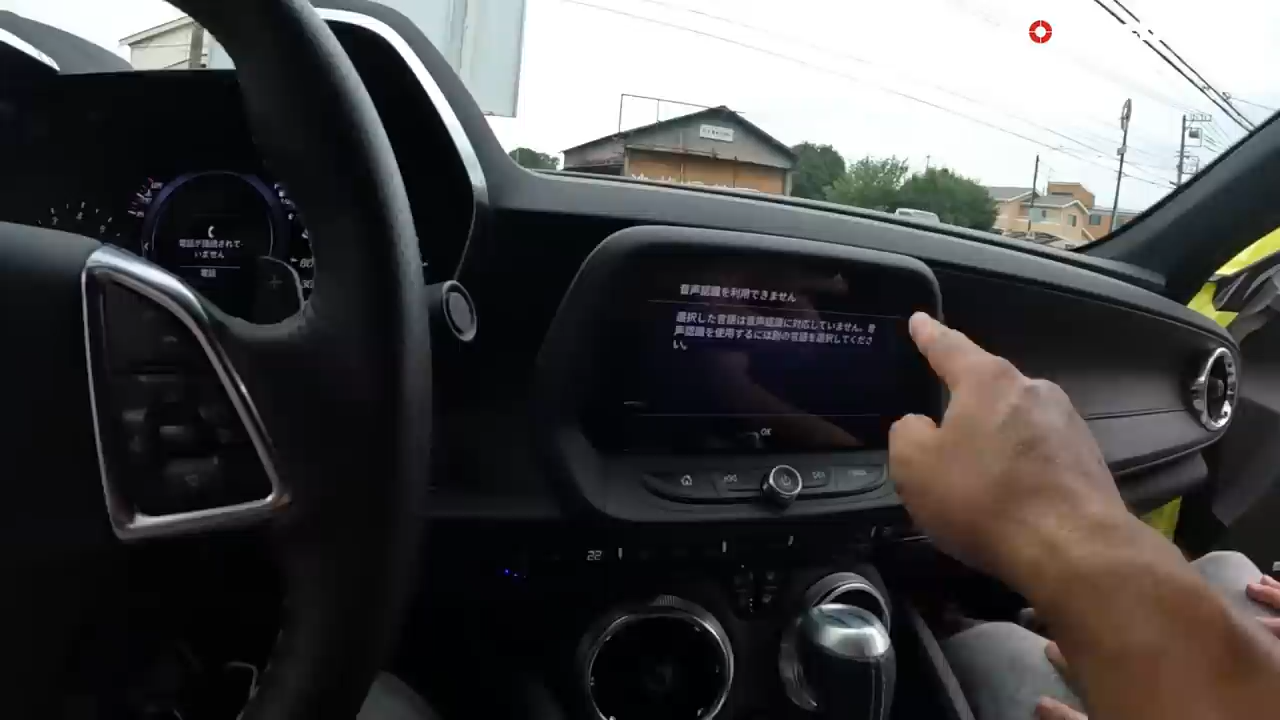 電話が接続されて
いません
電話
音声認識を利用できません
選択した言語は音声認識に対応していません。音
声認識を使用するには別の言語を選択してくださ
い。
OK
22